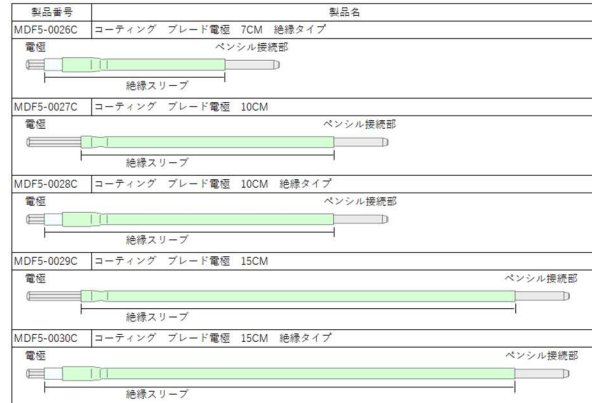 製品番号 製品名
MDF5-0026C コーティング ブレード電極 7CM 絶縁タイプ
電極 ペンシル接続部
絶縁スリーブ
MDF5-0027C コーティング ブレード電極 10CM
電極 ペンシル接続部
絶縁スリーブ
MDF5-0028C コーティング ブレード電極 10CM 絶縁タイプ
電極 ペンシル接続部
絶縁スリーブ
MDF5-0029C コーティング ブレード電極 15CM
電極 ペンシル接続部
絶縁スリーブ
MDF5-0030C コーティング ブレード電極 15CM 絶縁タイプ
電極 ペンシル接続部
絶縁スリーブ